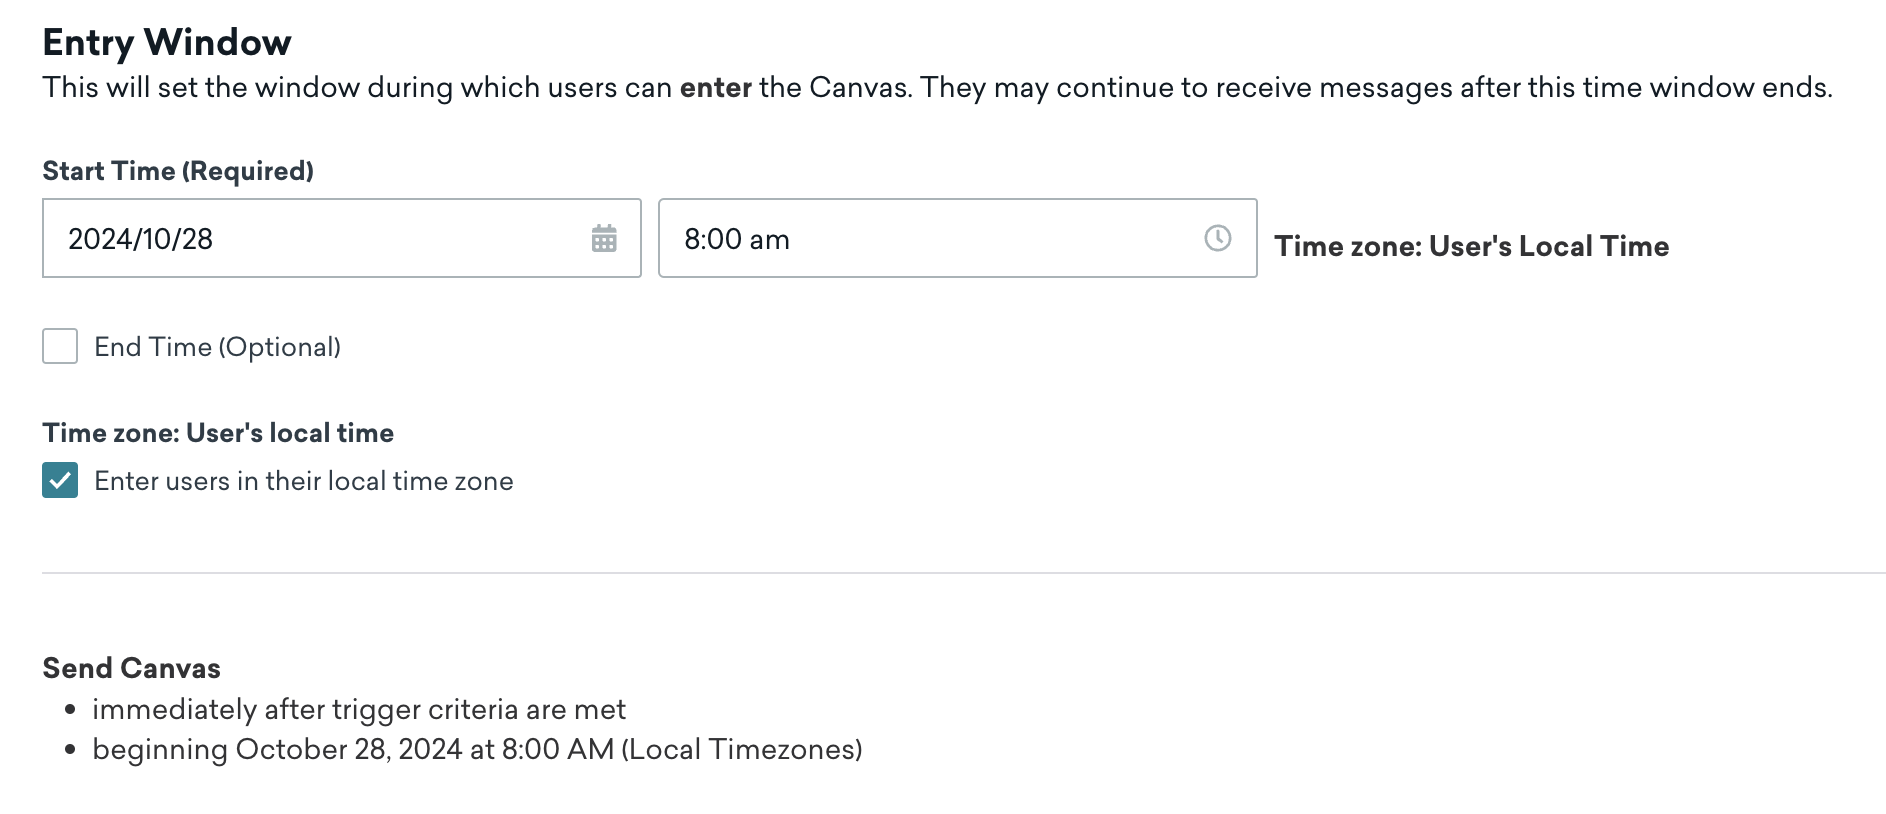 Entry Window
This will set the window during which users can enter the Canvas. They may continue to receive messages after this time window ends.
Start Time (Required)
2024/10/28
8:00 am
Time zone: User's Local Time
End Time (Optional)
Time zone: User's local time
Enter users in their local time zone
Send Canvas
• immediately after trigger criteria are met
• beginning October 28, 2024 at 8:00 AM (Local Timezones)